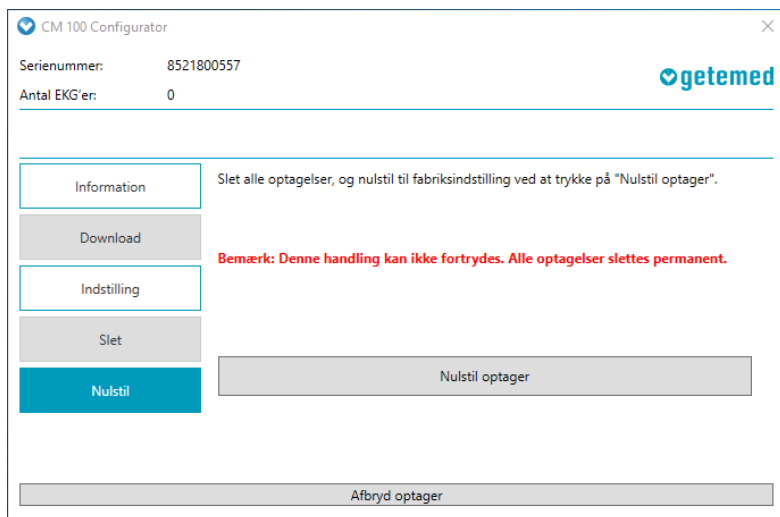 CM 100 Configurator
Serienummer: 8521800557
getemed
Antal EKG'er: 0
Information
Slet alle optagelser, og nulstil til fabriksindstilling ved at trykke på "Nulstil optager".
Download
Bemærk: Denne handling kan ikke fortrydes. Alle optagelser slettes permanent.
Indstilling
Slet
Nulstil optager
Nulstil
Afbryd optager